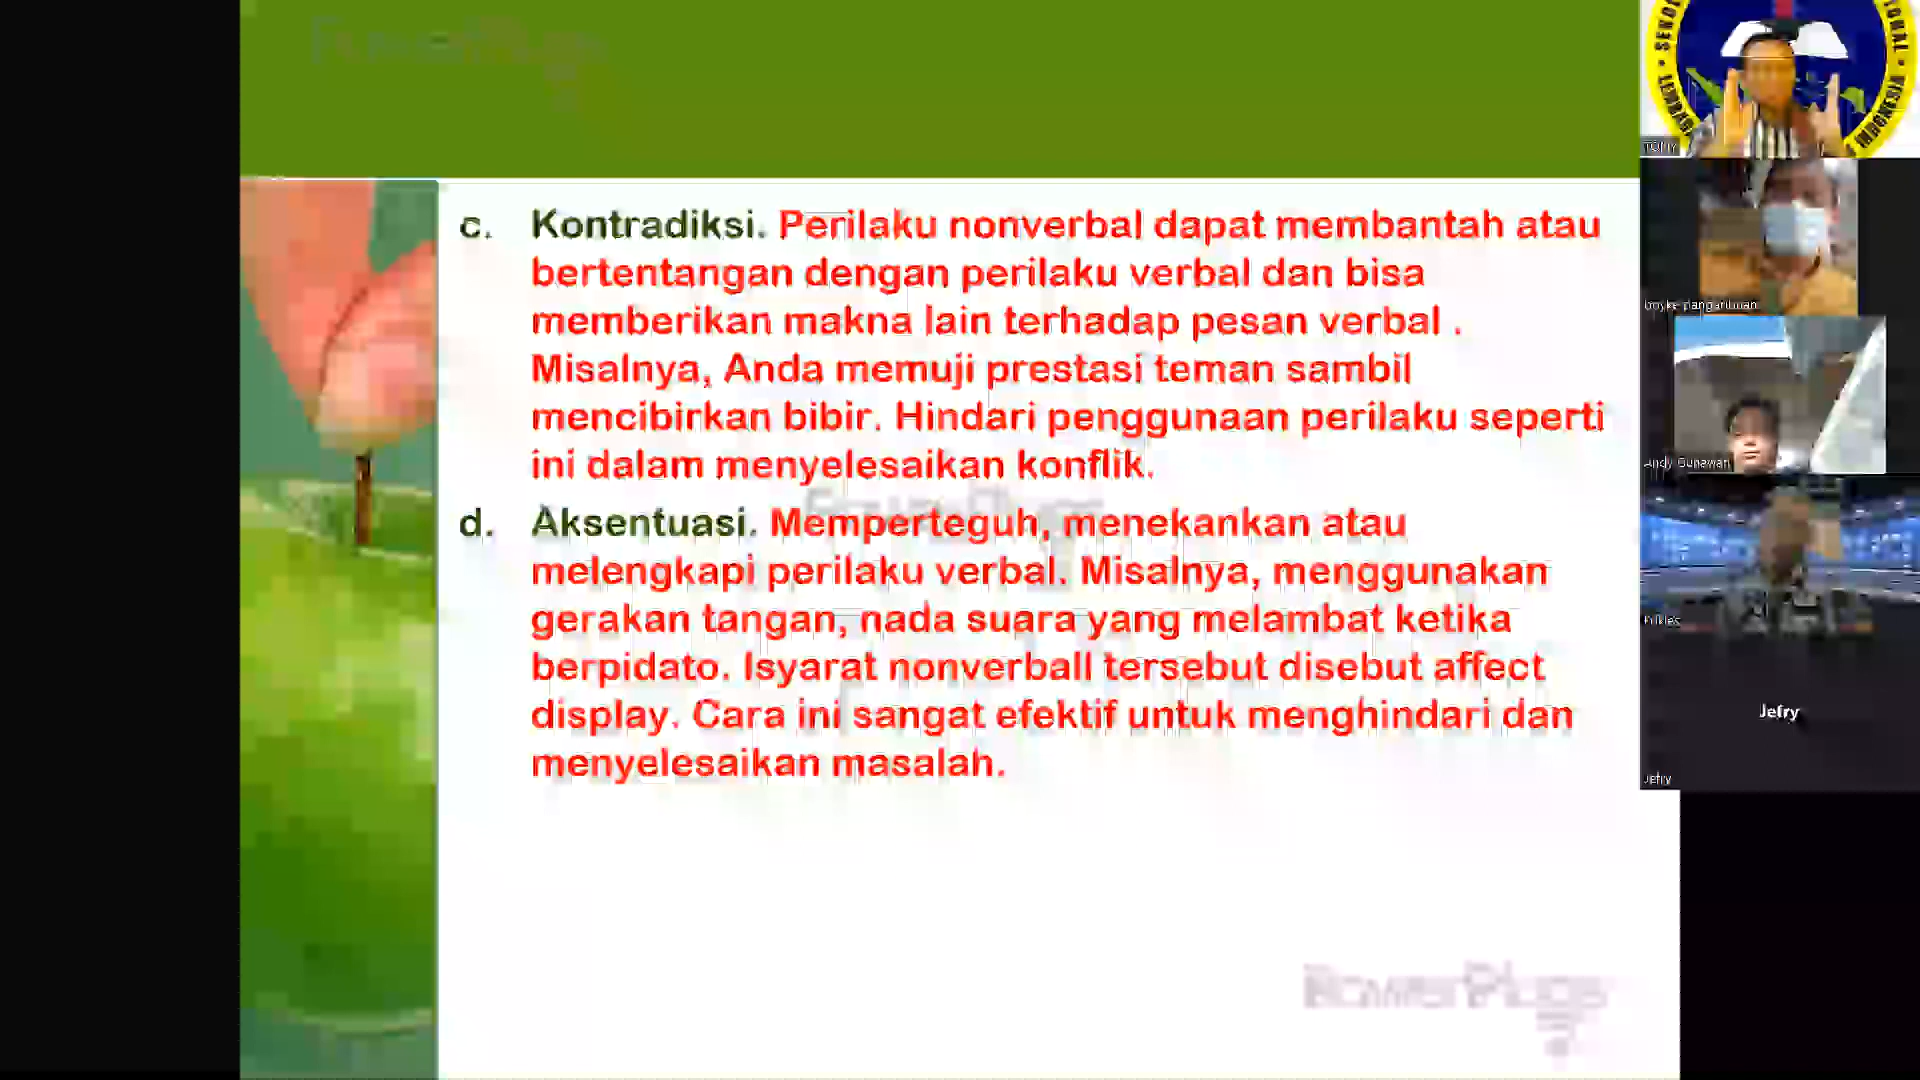 c. Kontradiksi. Perilaku nonverbal dapat membantah atau
bertentangan dengan perilaku verbal dan bisa
memberikan makna lain terhadap pesan verbal .
Misalnya, Anda memuji prestasi teman sambil
mencibirkan bibir. Hindari penggunaan perilaku seperti
ini dalam menyelesaikan konflik.
d. Aksentuasi. Memperteguh, menekankan atau
melengkapi perilaku verbal. Misalnya, menggunakan
gerakan tangan, nada suara yang melambat ketika
berpidato. Isyarat nonverball tersebut disebut affect
display. Cara ini sangat efektif untuk menghindari dan
menyelesaikan masalah.
PowerPlugs
INDONESIA
Andy Gunawan
Jefry
Jefry